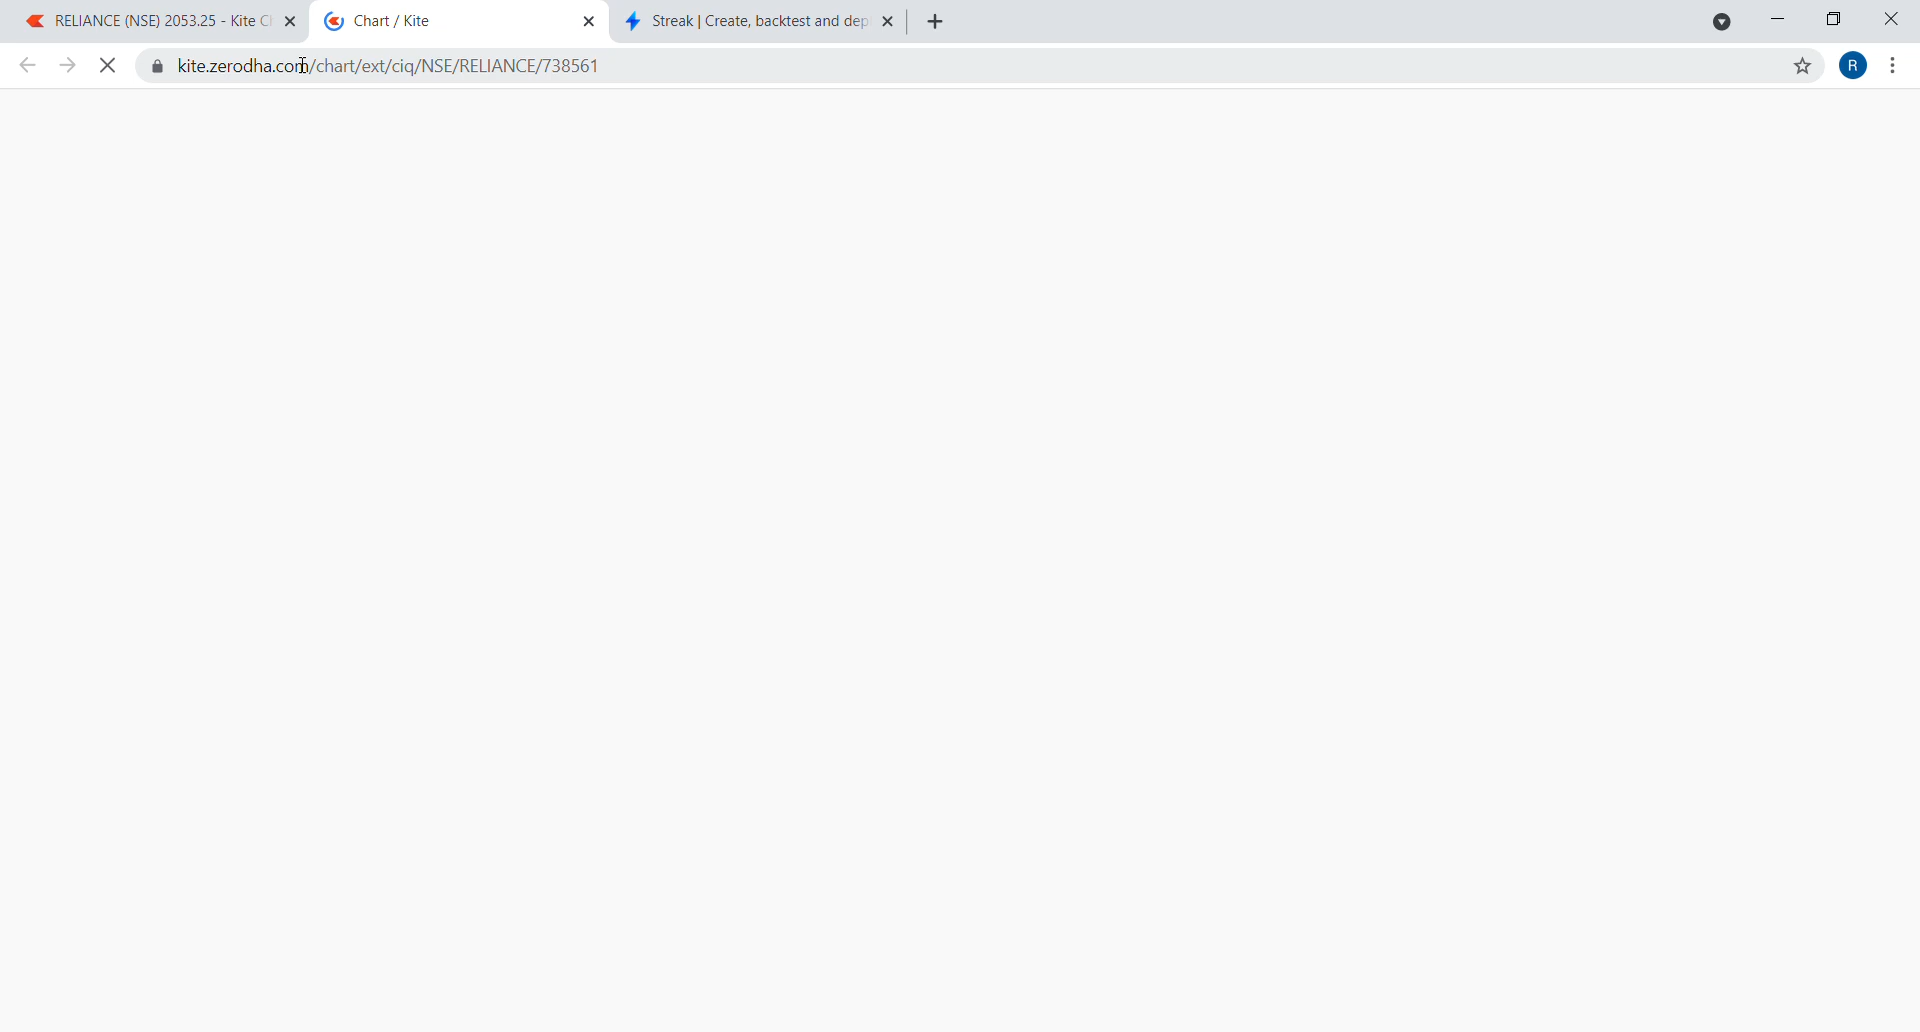 RELIANCE (NSE) 2053.25 - Kite C
Chart / Kite
Streak | Create, backtest and dep
kite.zerodha.com/chart/ext/ciq/NSE/RELIANCE/738561
R